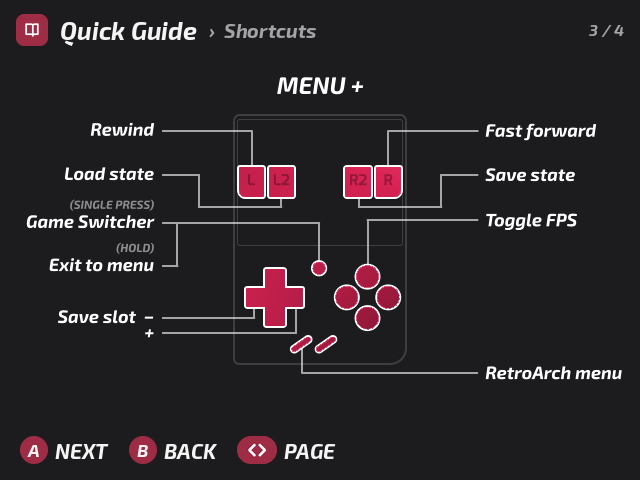 Quick Guide › Shortcuts
3 / 4
MENU +
Rewind
Load state
(SINGLE PRESS)
Game Switcher
(HOLD)
Exit to menu
Save slot –
+
L L2 R2 R
Fast forward
Save state
Toggle FPS
RetroArch menu
A NEXT B BACK <> PAGE